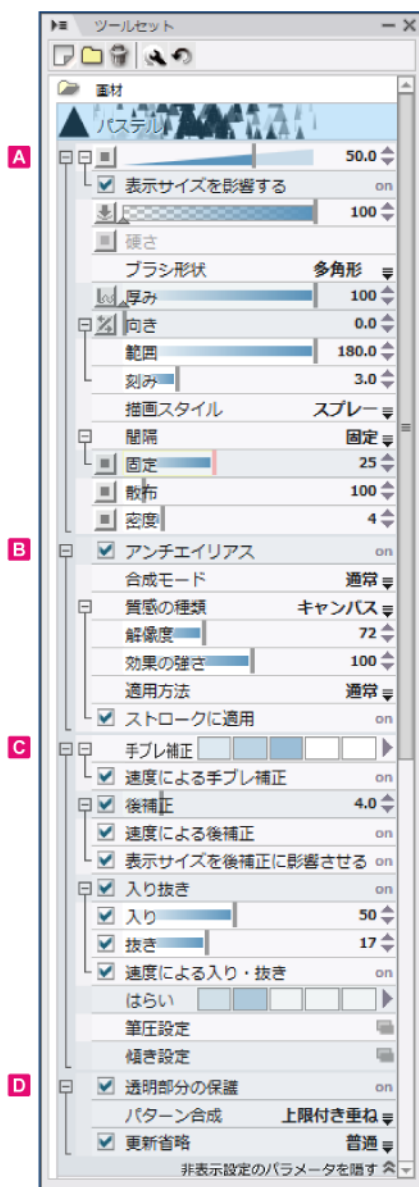 ツールセット
画材
パステル
A 50.0
表示サイズを影響する on
100
硬さ
ブラシ形状 多角形
厚み 100
向き 0.0
範囲 180.0
刻み 3.0
描画スタイル スプレー
間隔 固定
固定 25
散布 100
密度 4
B アンチエイリアス on
合成モード 通常
質感の種類 キャンバス
解像度 72
効果の強さ 100
適用方法 通常
ストロークに適用 on
C 手ブレ補正
速度による手ブレ補正 on
後補正 4.0
速度による後補正 on
表示サイズを後補正に影響させる on
入り抜き on
入り 50
抜き 17
速度による入り・抜き on
はらい
筆圧設定
傾き設定
D 透明部分の保護 on
パターン合成 上限付き重ね
更新省略 普通
非表示設定のパラメータを隠す